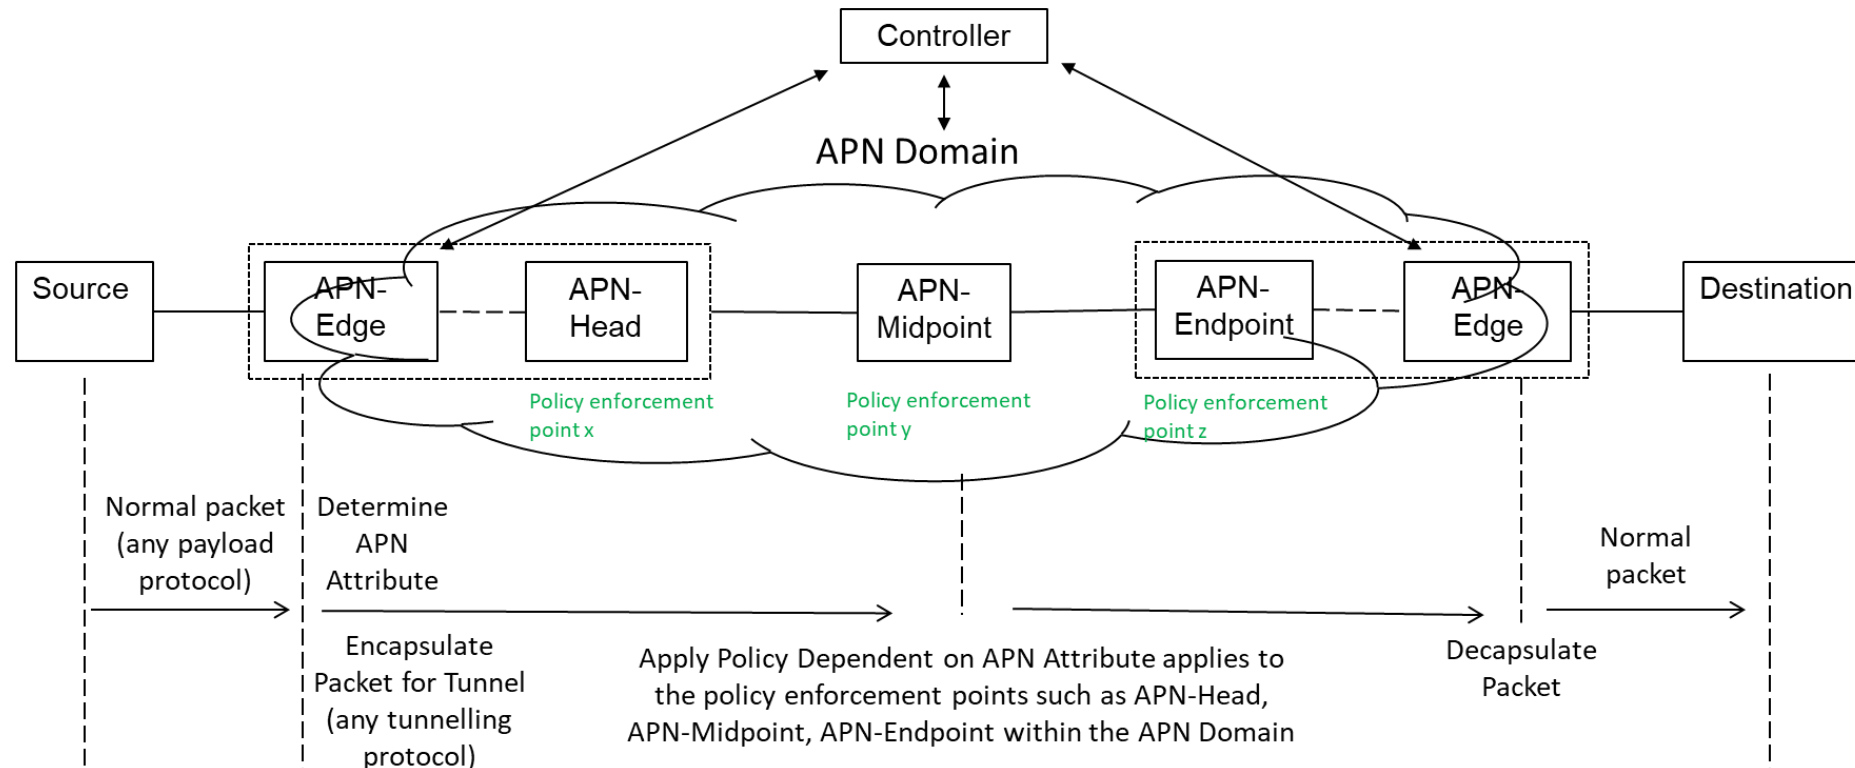 Controller
APN Domain
Source
APN-
Edge
APN-
Head
APN-
Midpoint
APN-
Endpoint
APN-
Edge
Destination
Policy enforcement
point x
Policy enforcement
point y
Policy enforcement
point z
Normal packet
(any payload
protocol)
Determine
APN
Attribute
Encapsulate
Packet for Tunnel
(any tunnelling
protocol)
Apply Policy Dependent on APN Attribute applies to
the policy enforcement points such as APN-Head,
APN-Midpoint, APN-Endpoint within the APN Domain
Decapsulate
Packet
Normal
packet